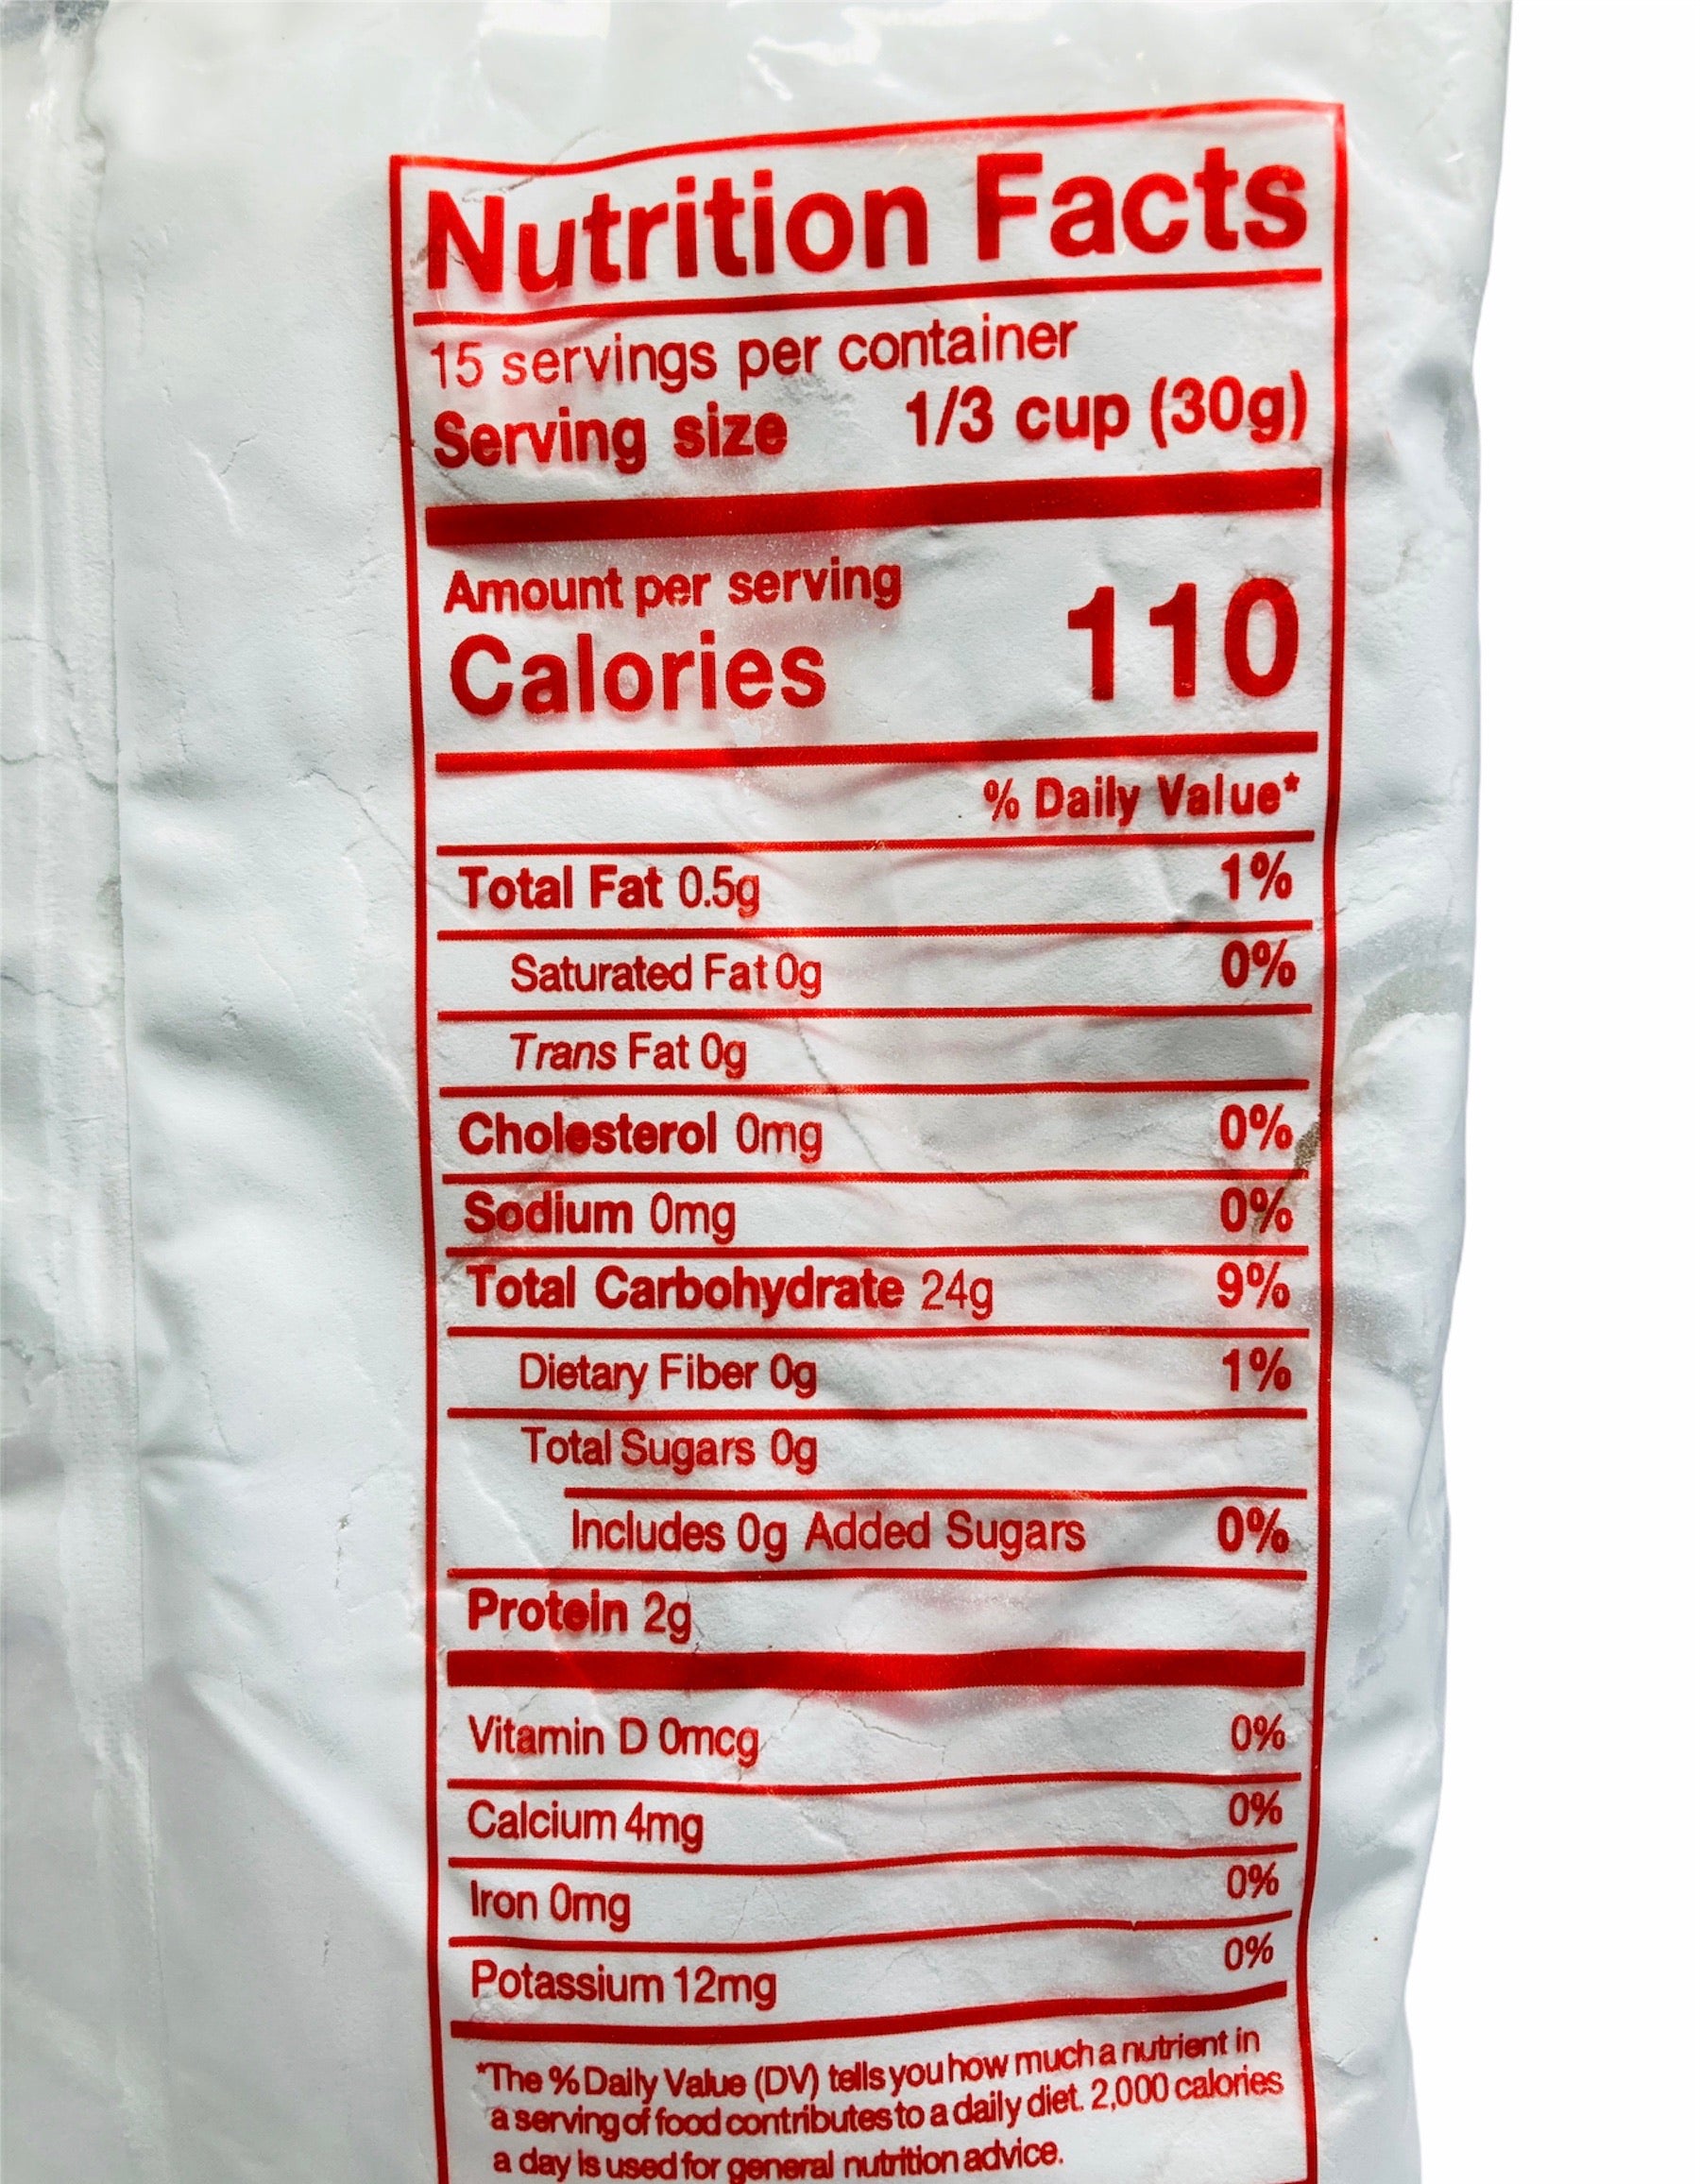 Nutrition Facts
15 servings per container
Serving size 1/3 cup (30g)
Amount per serving
Calories 110
% Daily Value*
Total Fat 0.5g 1%
Saturated Fat 0g 0%
Trans Fat 0g
Cholesterol 0mg 0%
Sodium 0mg 0%
Total Carbohydrate 24g 9%
Dietary Fiber 0g 1%
Total Sugars 0g
Includes 0g Added Sugars 0%
Protein 2g
Vitamin D 0mcg 0%
Calcium 4mg 0%
Iron 0mg 0%
Potassium 12mg 0%
*The % Daily Value (DV) tells you how much a nutrient in
a serving of food contributes to a daily diet. 2,000 calories
a day is used for general nutrition advice.